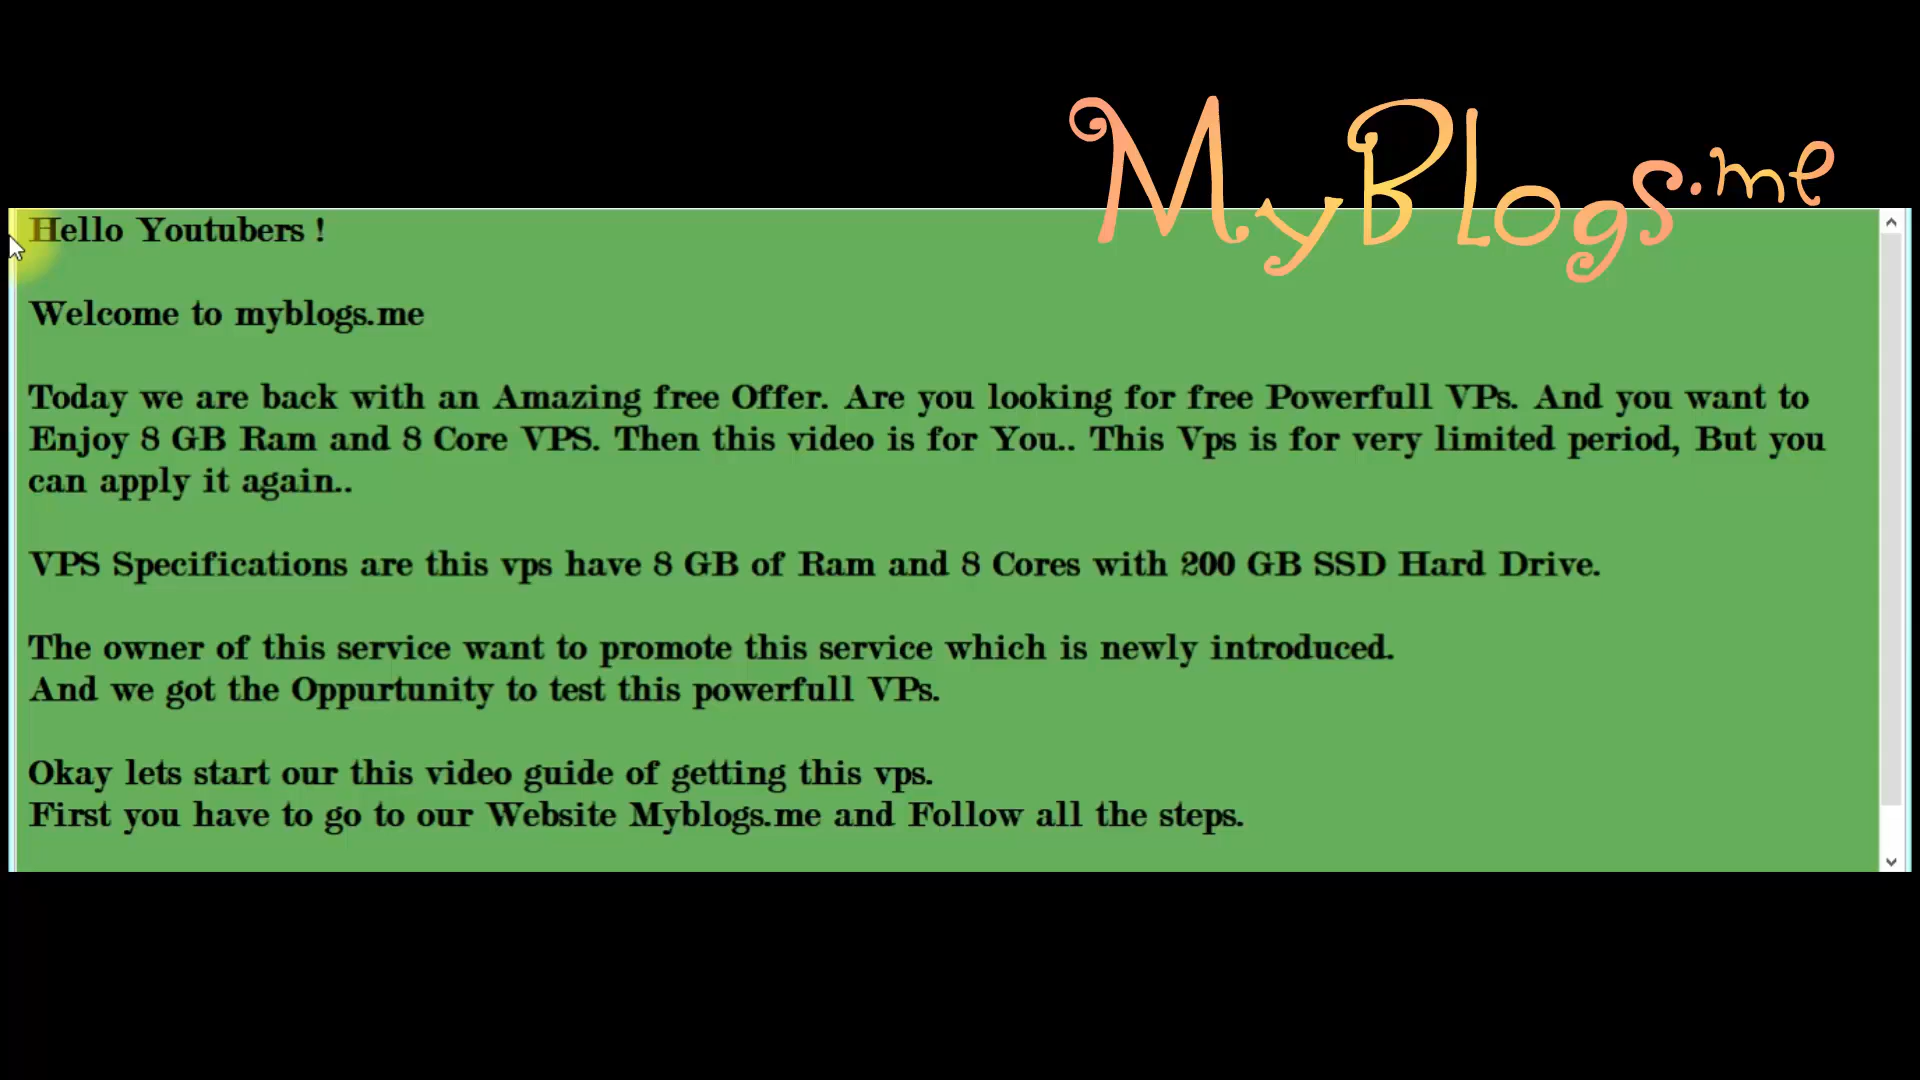 MyBlogs.me
Hello Youtubers !
Welcome to myblogs.me
Today we are back with an Amazing free Offer. Are you looking for free Powerfull VPs. And you want to
Enjoy 8 GB Ram and 8 Core VPS. Then this video is for You.. This Vps is for very limited period, But you
can apply it again..
VPS Specifications are this vps have 8 GB of Ram and 8 Cores with 200 GB SSD Hard Drive.
The owner of this service want to promote this service which is newly introduced.
And we got the Oppurtunity to test this powerfull VPs.
Okay lets start our this video guide of getting this vps.
First you have to go to our Website Myblogs.me and Follow all the steps.